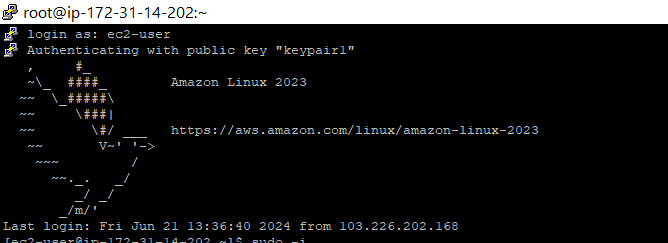 root@ip-172-31-14-202:~
login as: ec2-user
Authenticating with public key "keypair1"
   ,     #_
   ~\_  ####_        Amazon Linux 2023
  ~~  \_#####\
  ~~     \###|
  ~~       \#/ ___   https://aws.amazon.com/linux/amazon-linux-2023
   ~~       V~' '->
    ~~~         /
      ~~._.   _/
         _/ _/
       _/m/'
Last login: Fri Jun 21 13:36:40 2024 from 103.226.202.168
[ec2-user@ip-172-31-14-202 ~]$ sudo -i